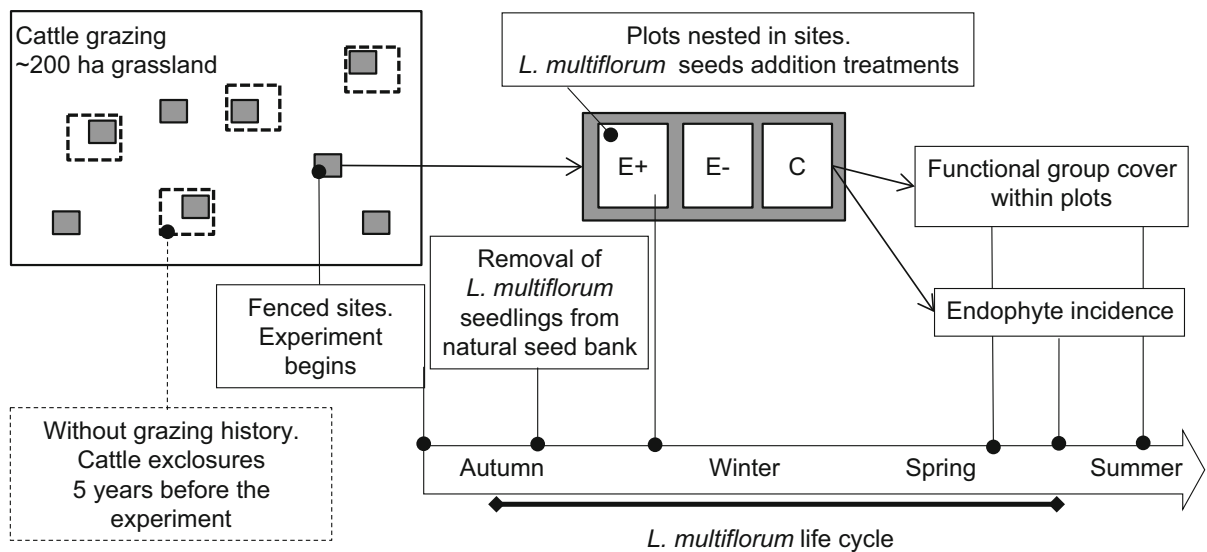 Cattle grazing
~200 ha grassland
Plots nested in sites.
L. multiflorum seeds addition treatments
E+
E-
C
Functional group cover
within plots
Removal of
L. multiflorum
seedlings from
natural seed bank
Fenced sites.
Experiment
begins
Endophyte incidence
Without grazing history.
Cattle exclosures
5 years before the
experiment
Autumn
Winter
Spring
Summer
L. multiflorum life cycle